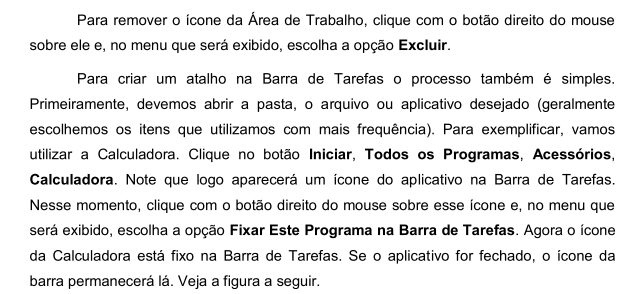 Para remover o ícone da Área de Trabalho, clique com o botão direito do mouse
sobre ele e, no menu que será exibido, escolha a opção Excluir.
Para criar um atalho na Barra de Tarefas o processo também é simples.
Primeiramente, devemos abrir a pasta, o arquivo ou aplicativo desejado (geralmente
escolhemos os itens que utilizamos com mais frequência). Para exemplificar, vamos
utilizar a Calculadora. Clique no botão Iniciar, Todos os Programas, Acessórios,
Calculadora. Note que logo aparecerá um ícone do aplicativo na Barra de Tarefas.
Nesse momento, clique com o botão direito do mouse sobre esse ícone e, no menu que
será exibido, escolha a opção Fixar Este Programa na Barra de Tarefas. Agora o ícone
da Calculadora está fixo na Barra de Tarefas. Se o aplicativo for fechado, o ícone da
barra permanecerá lá. Veja a figura a seguir.